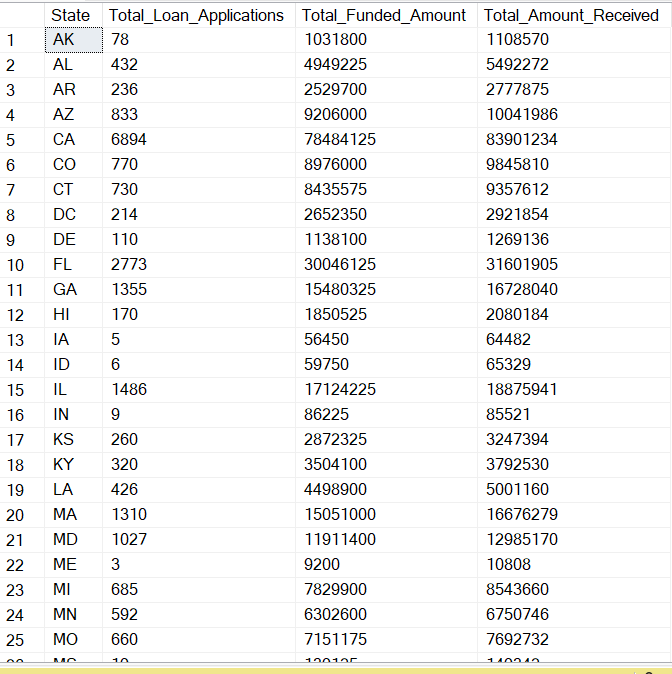 State Total_Loan_Applications Total_Funded_Amount Total_Amount_Received
1 AK 78 1031800 1108570
2 AL 432 4949225 5492272
3 AR 236 2529700 2777875
4 AZ 833 9206000 10041986
5 CA 6894 78484125 83901234
6 CO 770 8976000 9845810
7 CT 730 8435575 9357612
8 DC 214 2652350 2921854
9 DE 110 1138100 1269136
10 FL 2773 30046125 31601905
11 GA 1355 15480325 16728040
12 HI 170 1850525 2080184
13 IA 5 56450 64482
14 ID 6 59750 65329
15 IL 1486 17124225 18875941
16 IN 9 86225 85521
17 KS 260 2872325 3247394
18 KY 320 3504100 3792530
19 LA 426 4498900 5001160
20 MA 1310 15051000 16676279
21 MD 1027 11911400 12985170
22 ME 3 9200 10808
23 MI 685 7829900 8543660
24 MN 592 6302600 6750746
25 MO 660 7151175 7692732